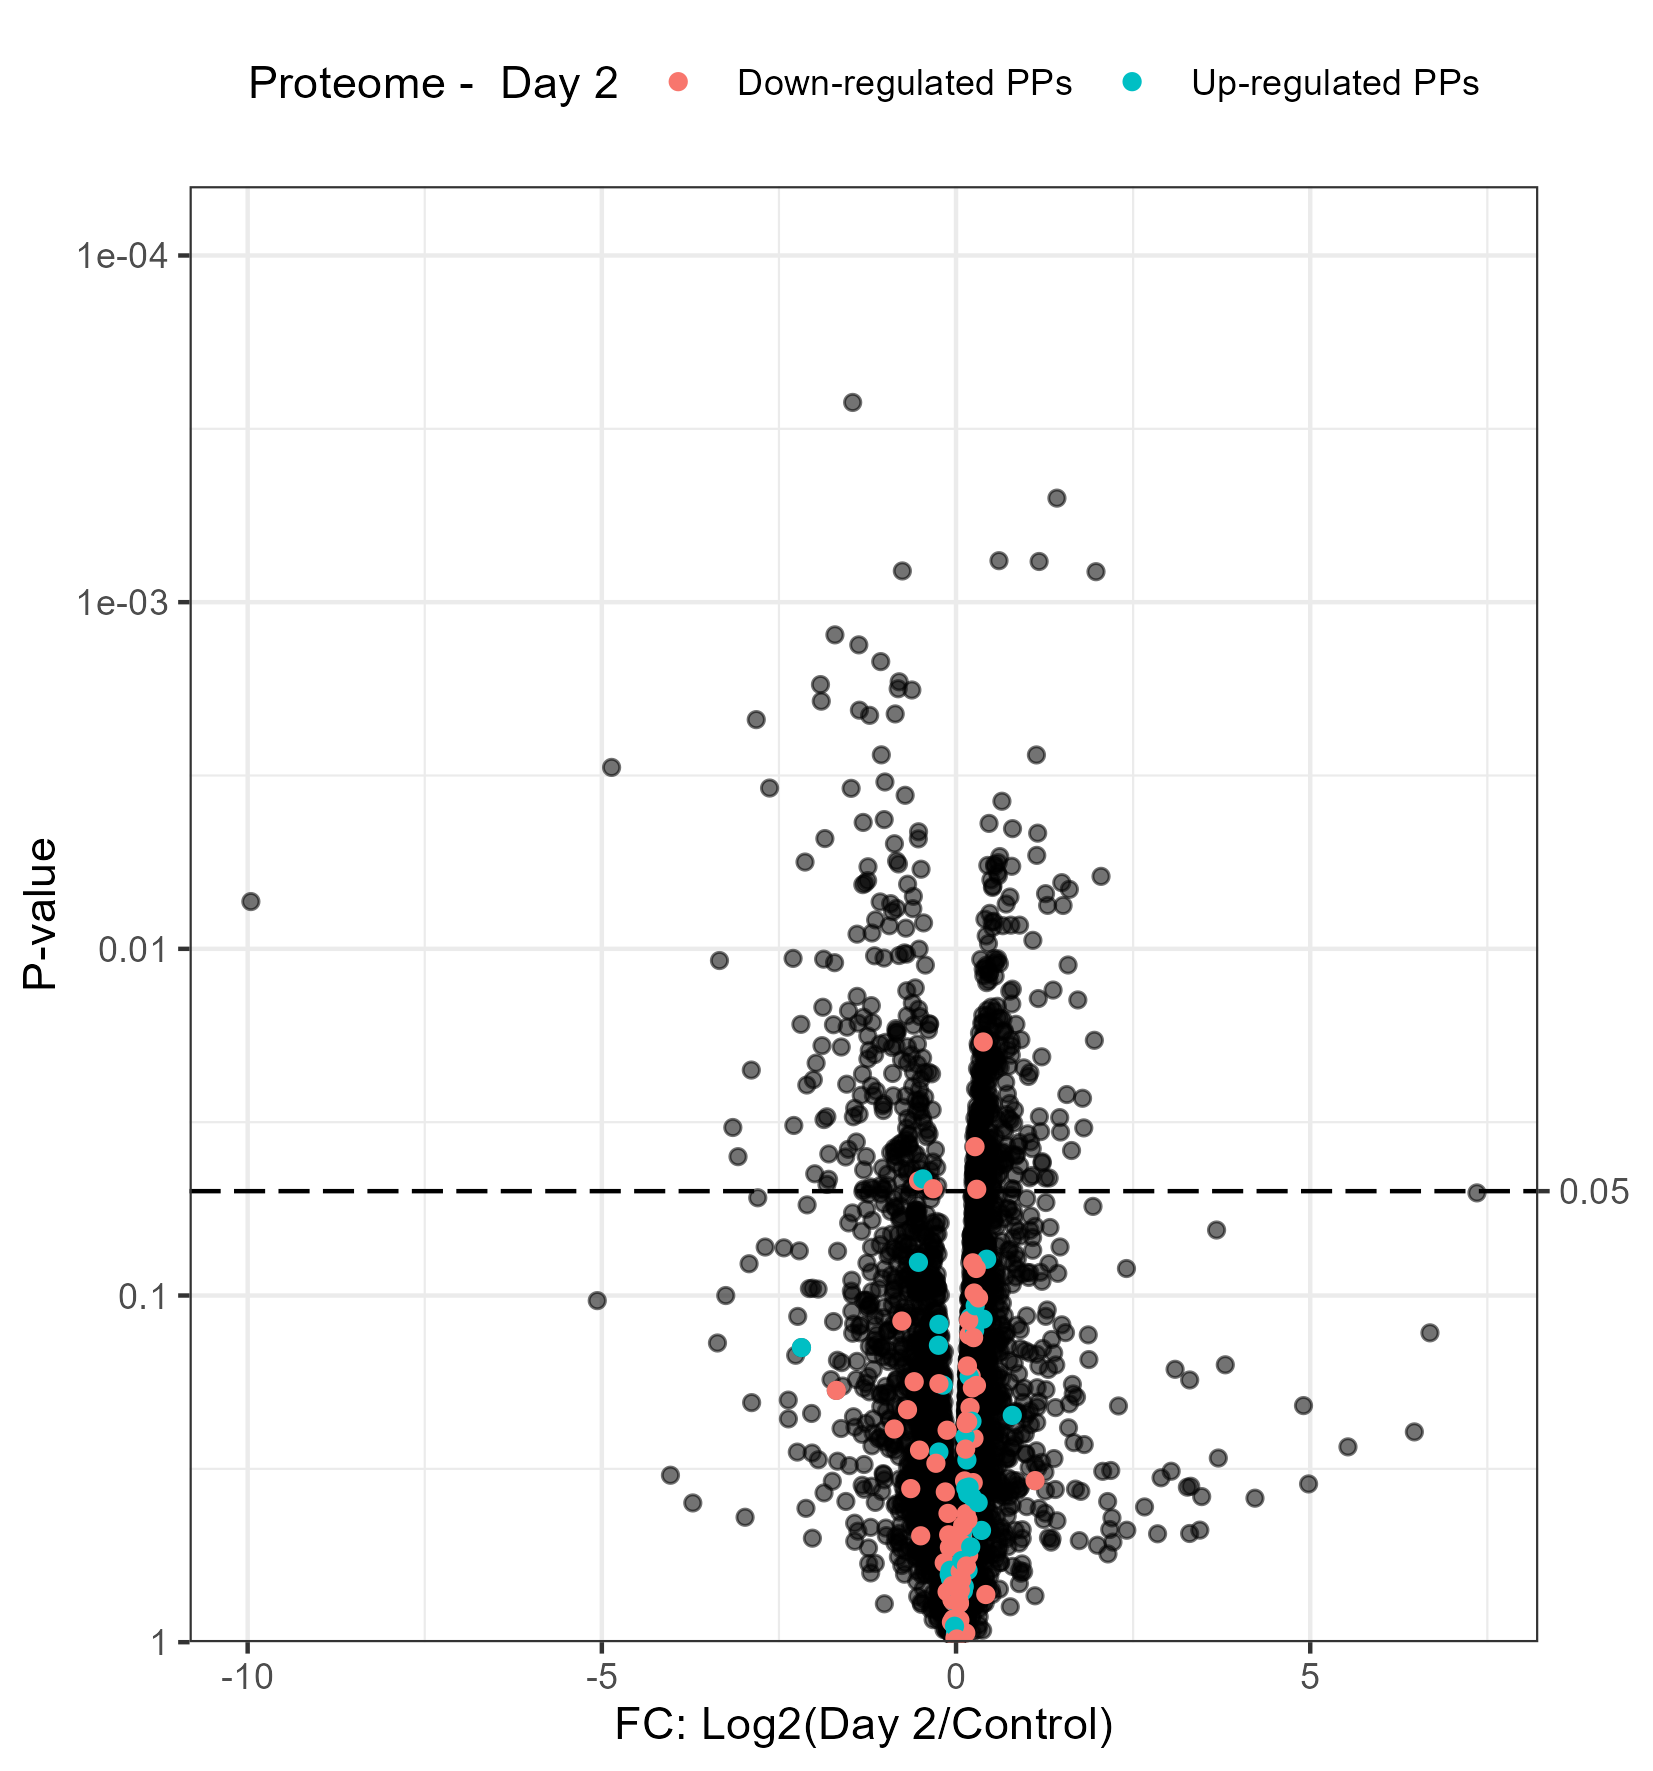 Proteome -  Day 2 Down-regulated PPs Up-regulated PPs
1e-04
1e-03
0.01
0.05
0.1
1
P-value
-10 -5 0 5
FC: Log2(Day 2/Control)